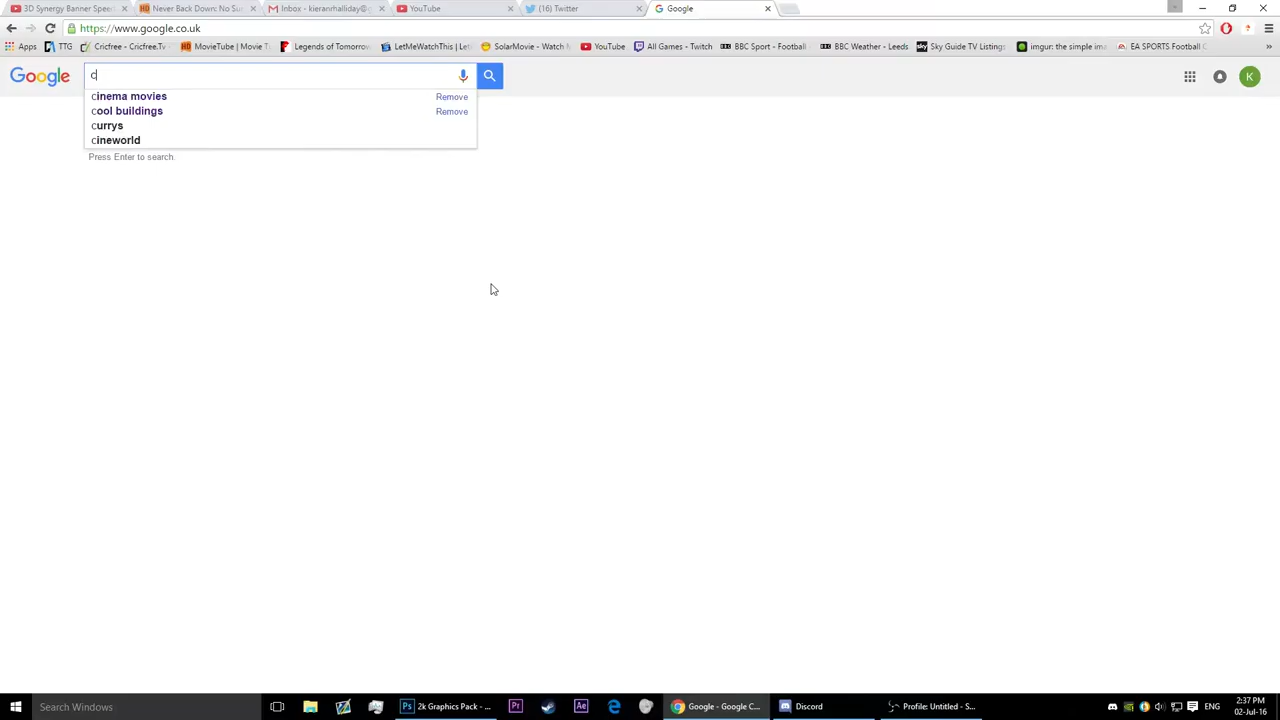 3D Synergy Banner Speed
Never Back Down: No Su
Inbox - kieranmhalliday@g
YouTube
(16) Twitter
Google
https://www.google.co.uk
Apps
TTG
Cricfree - Cricfree.Tv
MovieTube | Movie T
Legends of Tomorrow
LetMeWatchThis | Let
SolarMovie - Watch M
YouTube
All Games - Twitch
BBC Sport - Football
BBC Weather - Leeds
Sky Guide TV Listings
imgur: the simple ima
EA SPORTS Football C
Google
c
K
cinema movies
Remove
cool buildings
Remove
currys
cineworld
Press Enter to search.
Search Windows
2k Graphics Pack - ...
Google - Google C...
Discord
Profile: Untitled - S...
ENG
2:37 PM
02-Jul-16